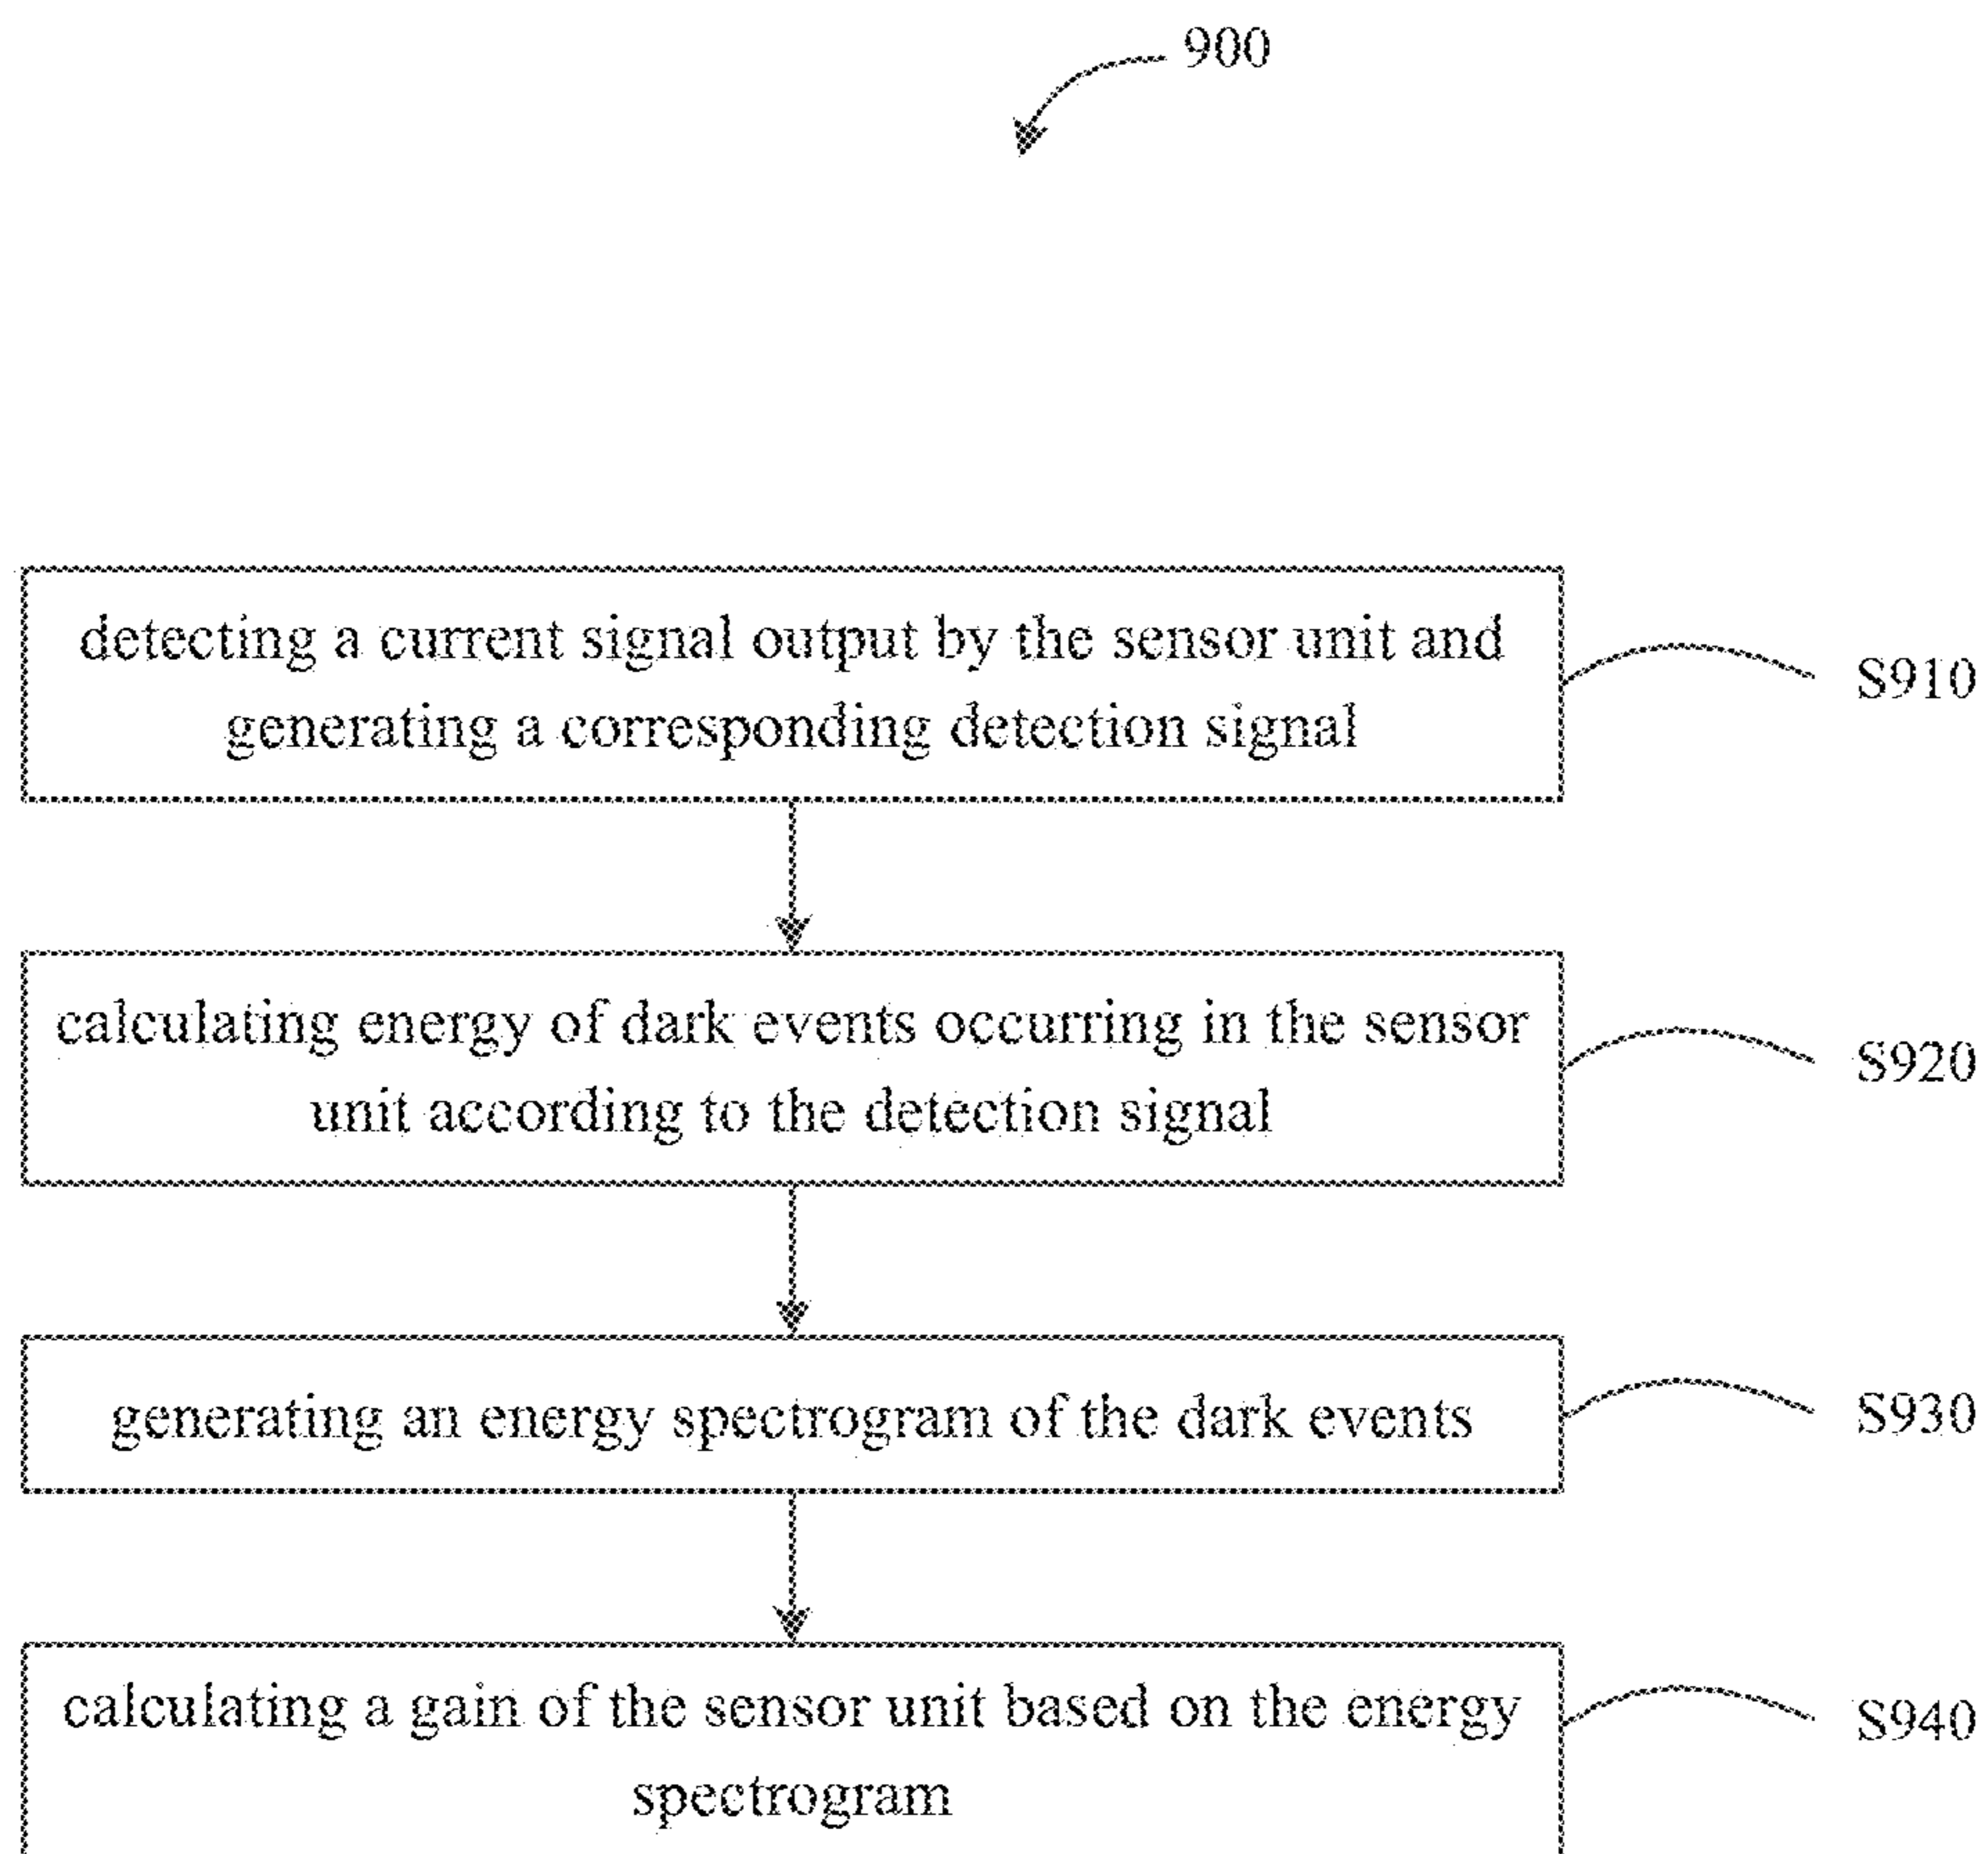 900
detecting a current signal output by the sensor unit and
generating a corresponding detection signal
S910
calculating energy of dark events occurring in the sensor
unit according to the detection signal
S920
generating an energy spectrogram of the dark events
S930
calculating a gain of the sensor unit based on the energy
spectrogram
S940